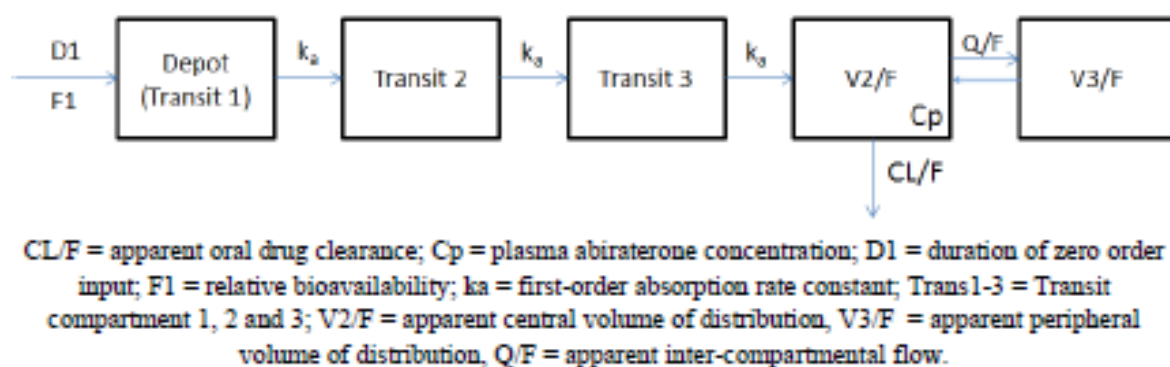 D1
F1
Depot
(Transit 1)
ka
Transit 2
ka
Transit 3
ka
V2/F
Cp
Q/F
V3/F
CL/F
CL/F = apparent oral drug clearance; Cp = plasma abiraterone concentration; D1 = duration of zero order
input; F1 = relative bioavailability; ka = first-order absorption rate constant; Trans1-3 = Transit
compartment 1, 2 and 3; V2/F = apparent central volume of distribution, V3/F = apparent peripheral
volume of distribution, Q/F = apparent inter-compartmental flow.